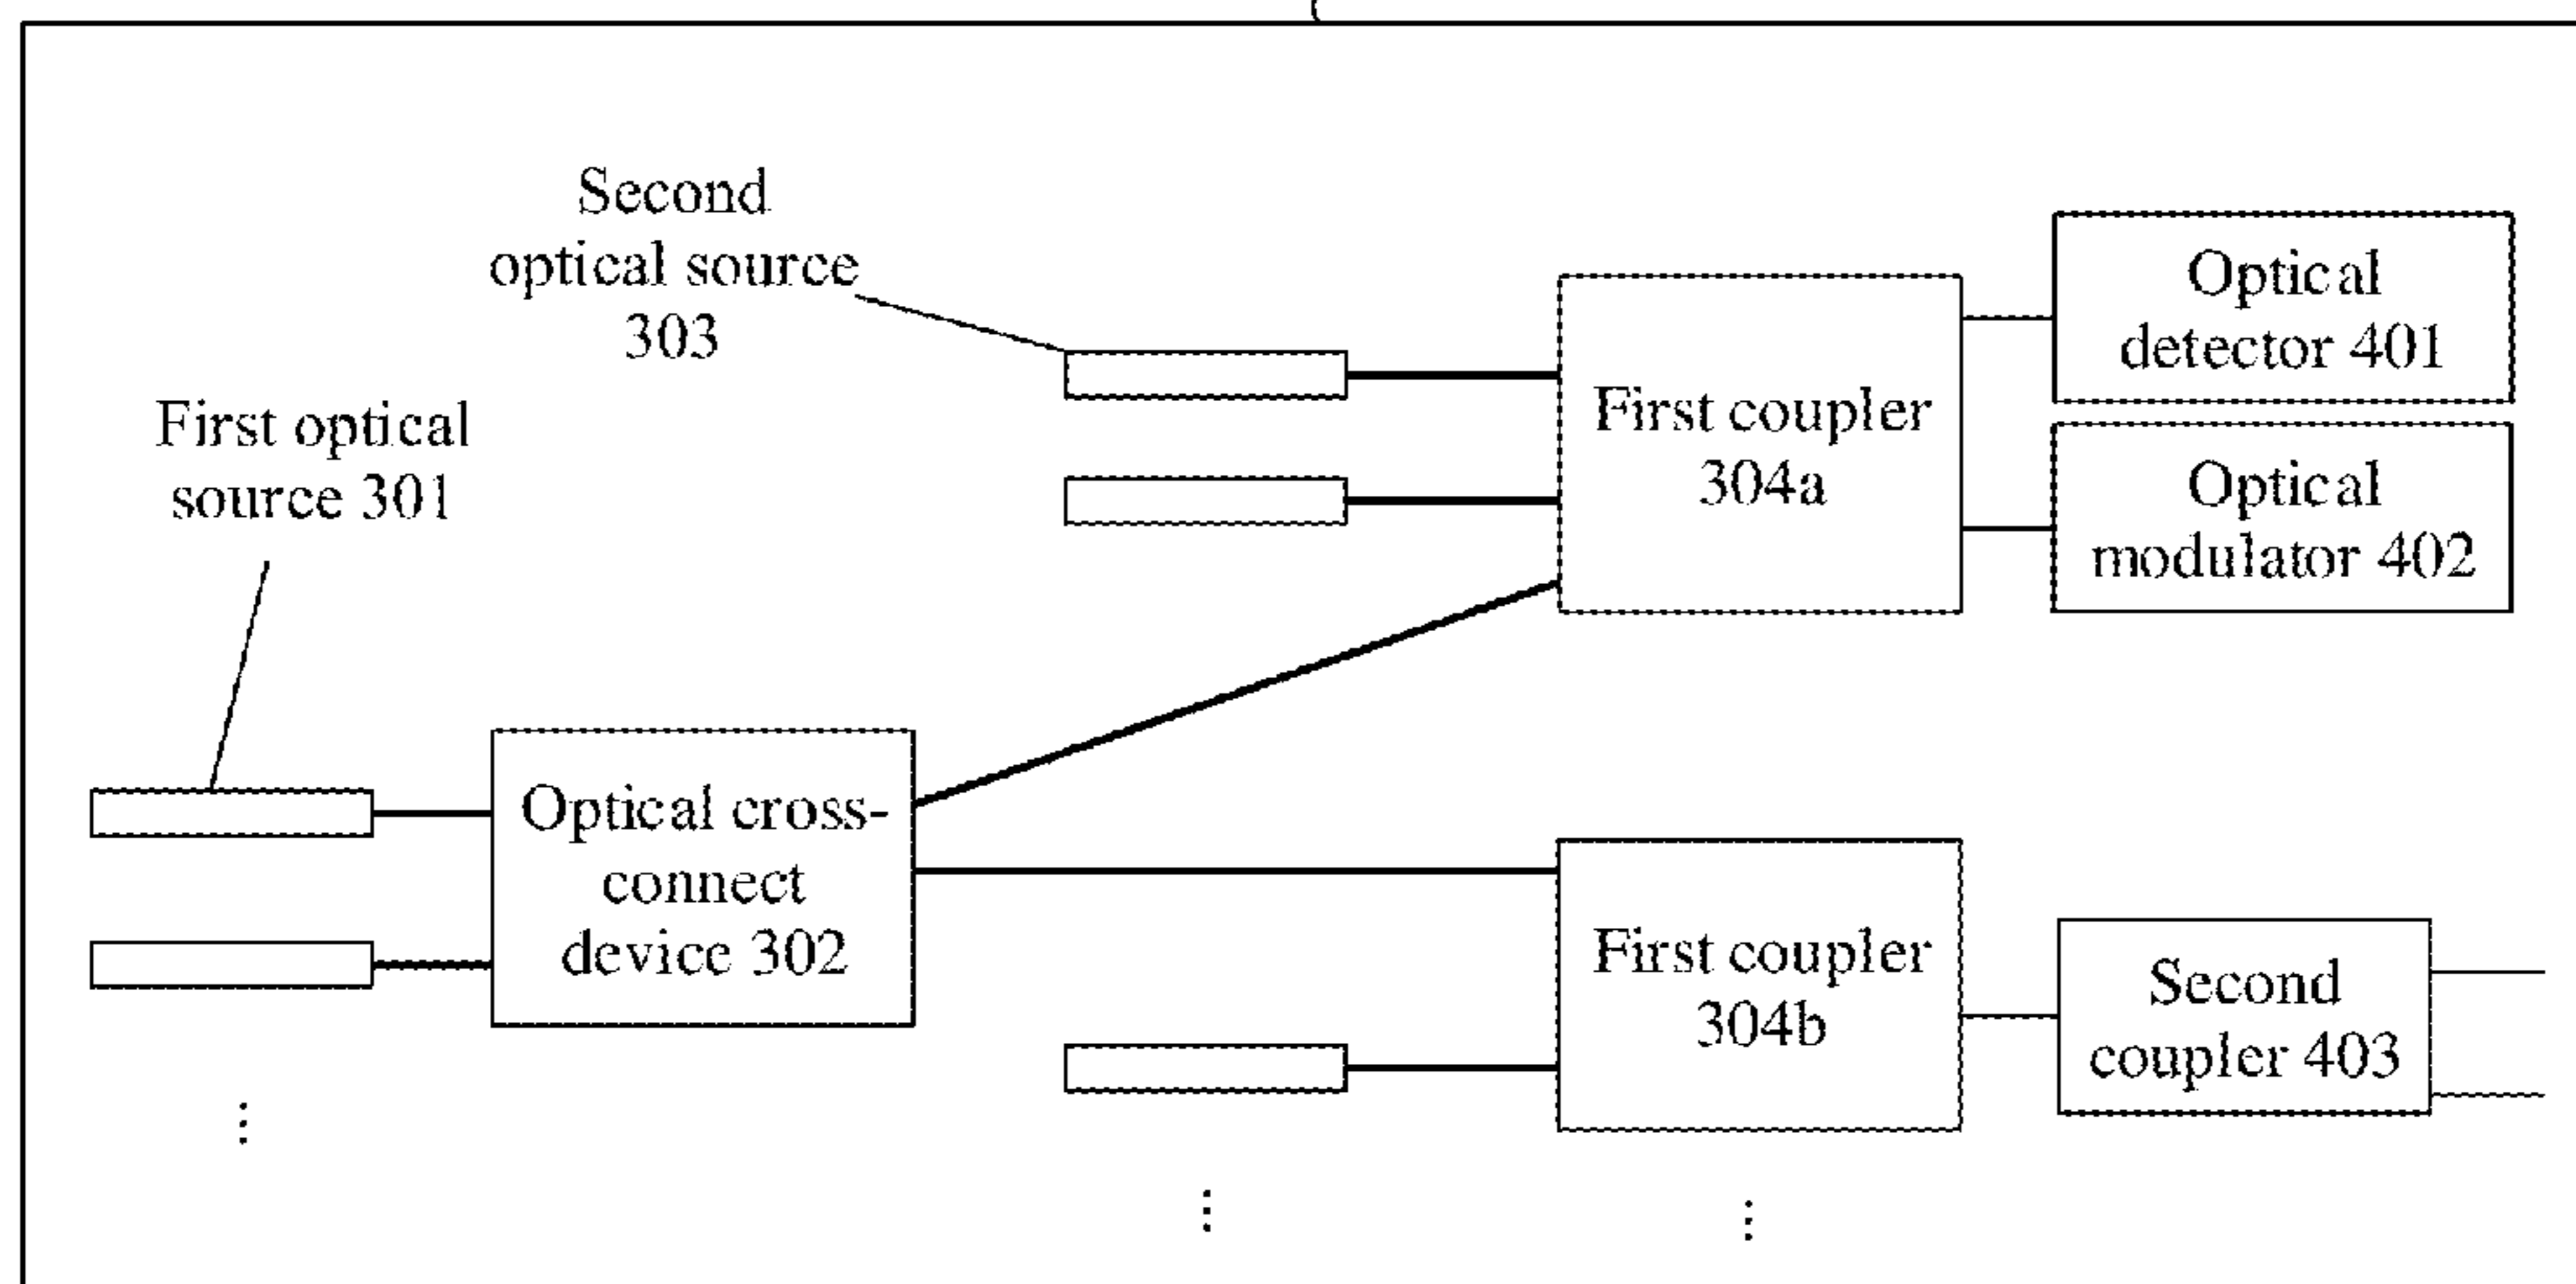 Second
optical source
303
First optical
source 301
Optical cross-
connect
device 302
First coupler
304a
Optical
detector 401
Optical
modulator 402
First coupler
304b
Second
coupler 403